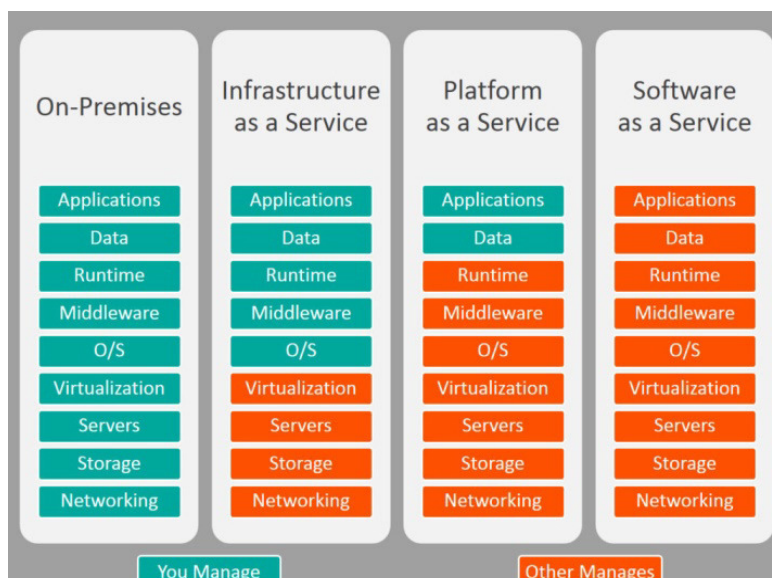 On-Premises
Applications
Data
Runtime
Middleware
O/S
Virtualization
Servers
Storage
Networking
Infrastructure
as a Service
Applications
Data
Runtime
Middleware
O/S
Virtualization
Servers
Storage
Networking
Platform
as a Service
Applications
Data
Runtime
Middleware
O/S
Virtualization
Servers
Storage
Networking
Software
as a Service
Applications
Data
Runtime
Middleware
O/S
Virtualization
Servers
Storage
Networking
You Manage
Other Manages